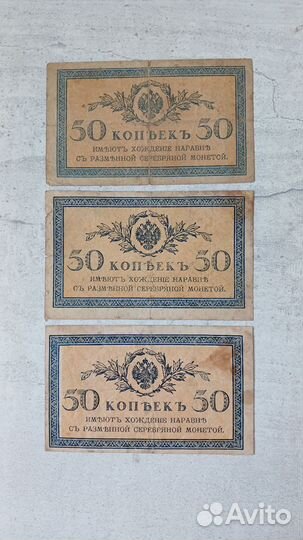 50 КОПѢЕКЪ 50
ИМѢЮТЪ ХОЖДЕНІЕ НАРАВНѢ
СЪ РАЗМѢННОЙ СЕРЕБРЯНОЙ МОНЕТОЙ.
50 КОПѢЕКЪ 50
ИМѢЮТЪ ХОЖДЕНІЕ НАРАВНѢ
СЪ РАЗМѢННОЙ СЕРЕБРЯНОЙ МОНЕТОЙ.
50 КОПѢЕКЪ 50
ИМѢЮТЪ ХОЖДЕНІЕ НАРАВНѢ
СЪ РАЗМѢННОЙ СЕРЕБРЯНОЙ МОНЕТОЙ.
Avito